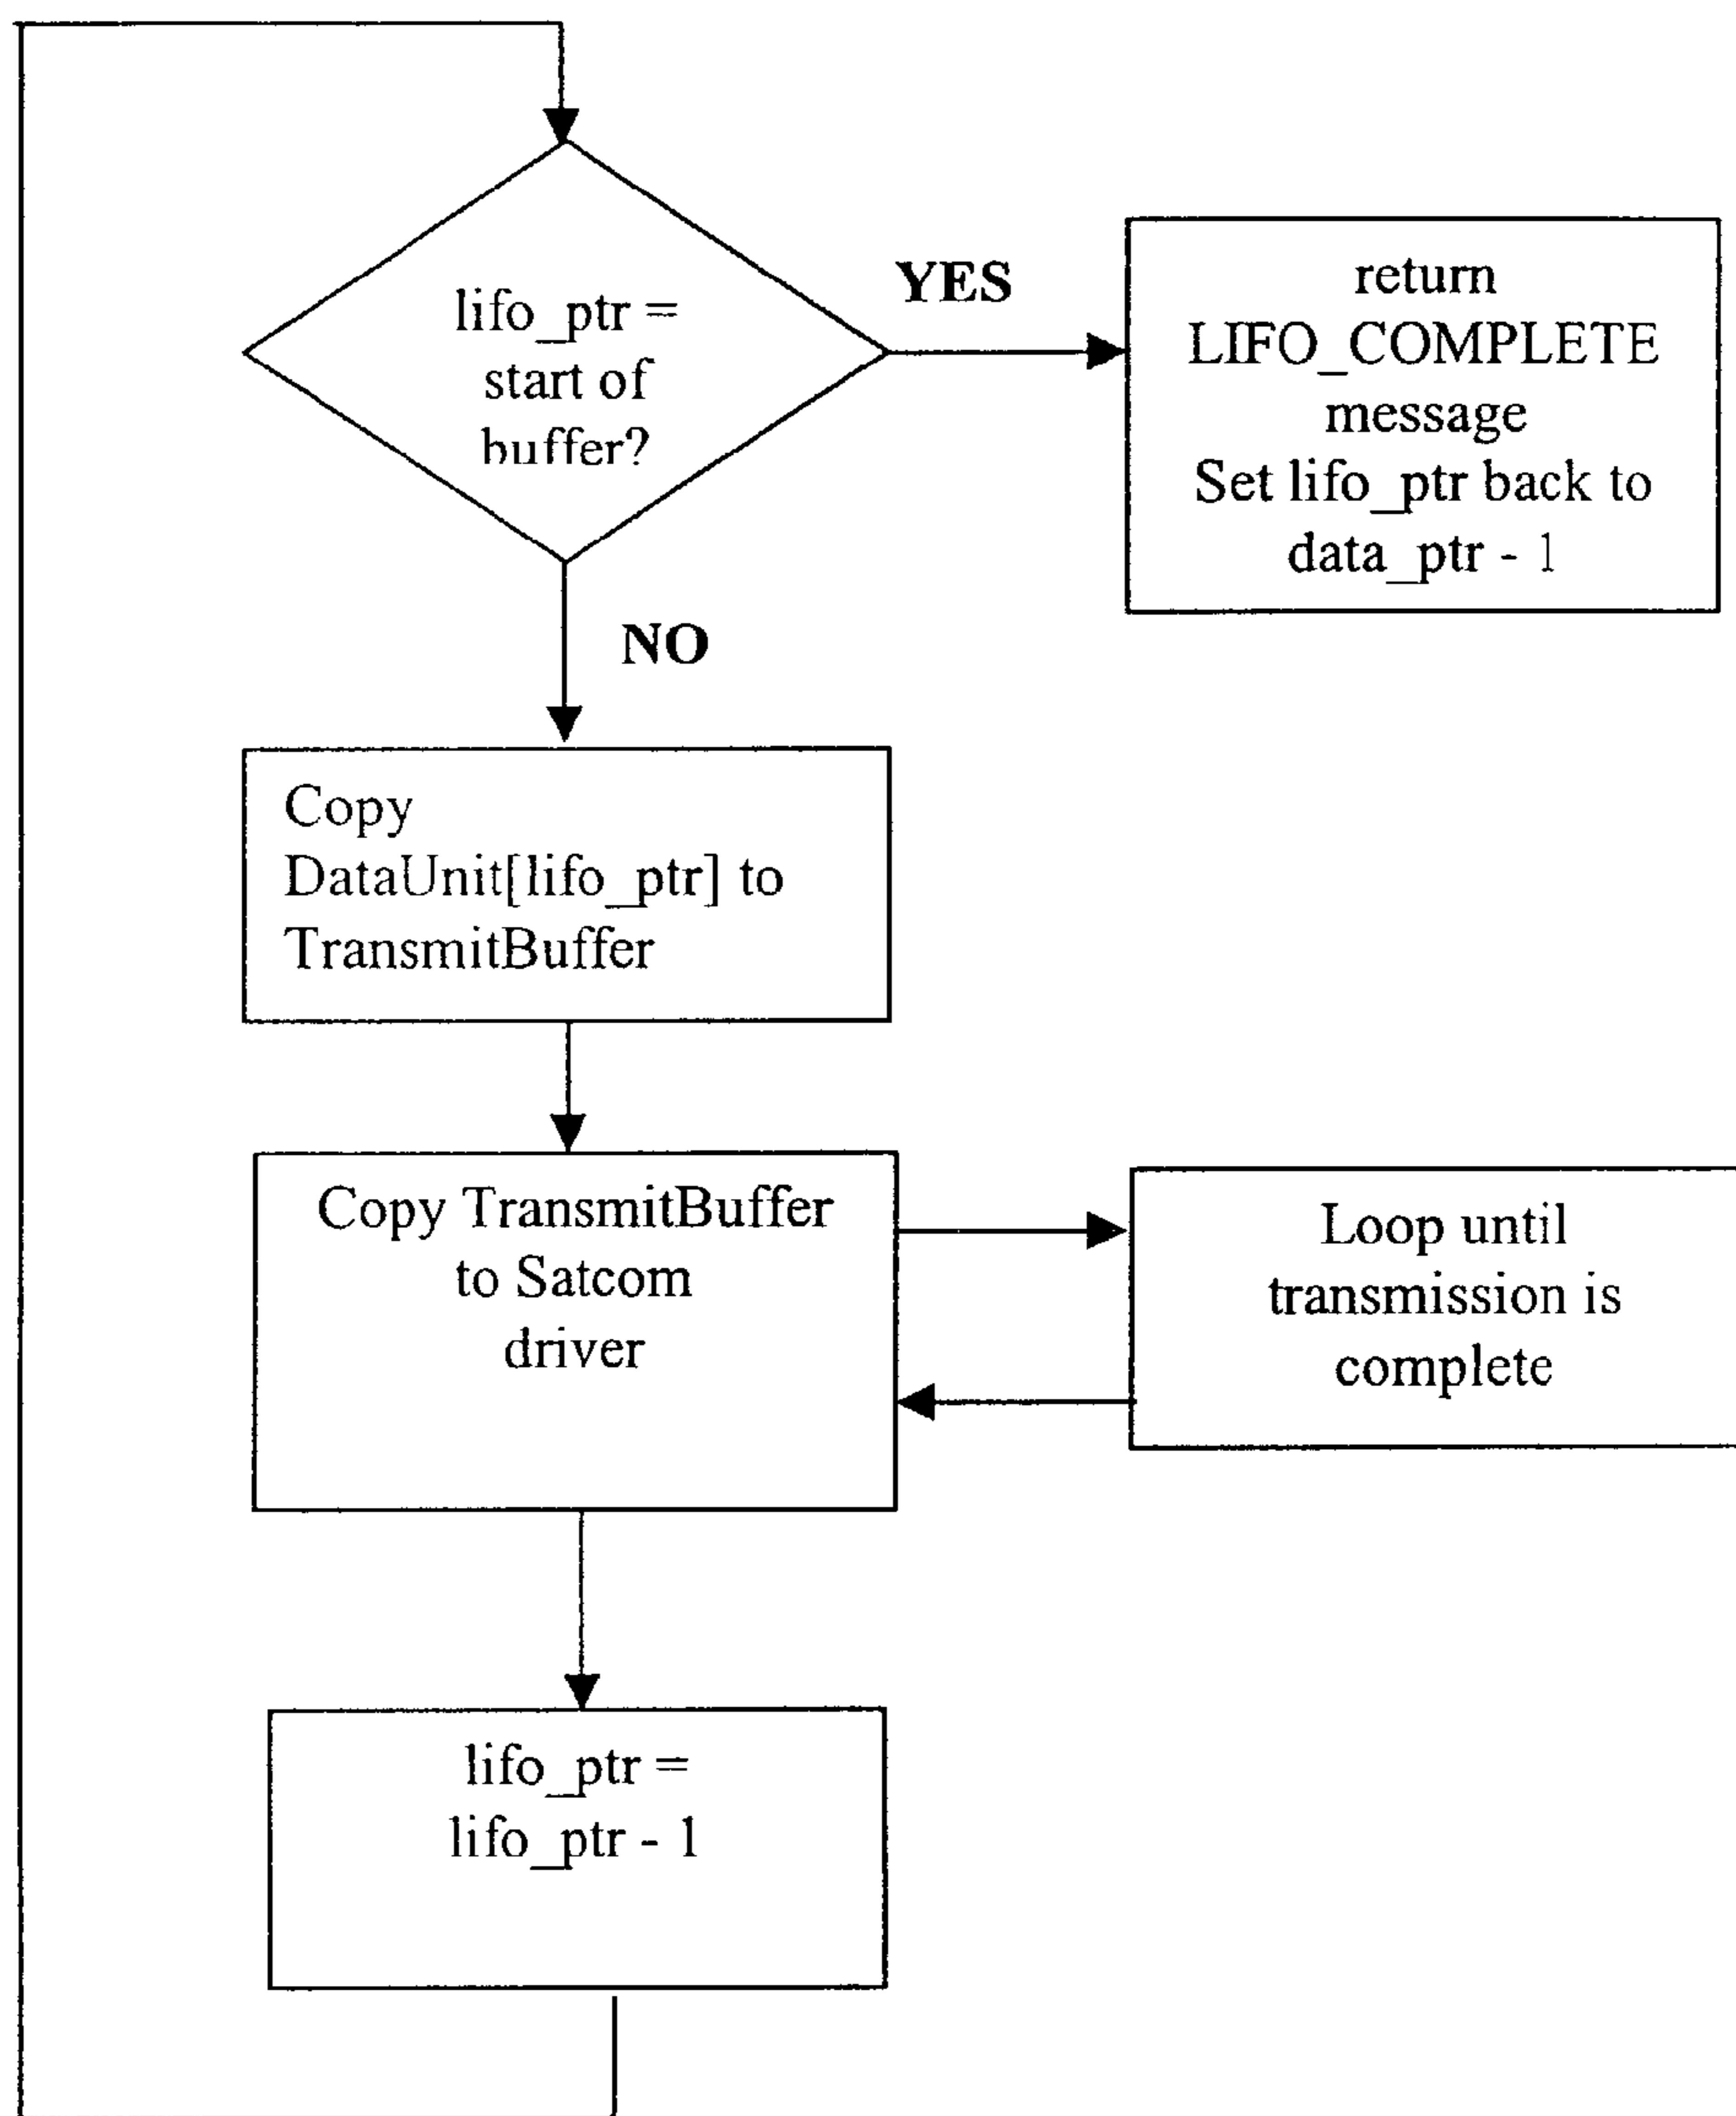 lifo_ptr =
start of
buffer?
YES
return
LIFO_COMPLETE
message
Set lifo_ptr back to
data_ptr - 1
NO
Copy
DataUnit[lifo_ptr] to
TransmitBuffer
Copy TransmitBuffer
to Satcom
driver
Loop until
transmission is
complete
lifo_ptr =
lifo_ptr - 1